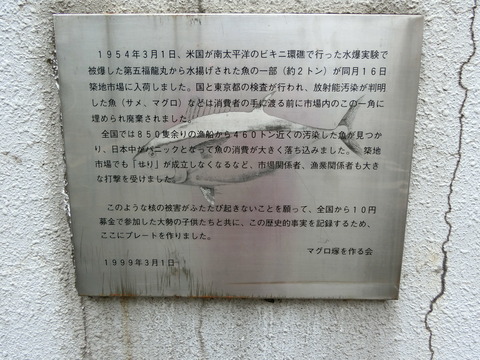 1954年3月1日、米国が南太平洋のビキニ環礁で行った水爆実験で
被爆した第五福龍丸から水揚げされた魚の一部（約2トン）が同月16日
築地市場に入荷しました。国と東京都の検査が行われ、放射能汚染が判明
した魚（サメ、マグロ）などは消費者の手に渡る前に市場内のこの一角に
埋められ廃棄されました。
全国では850隻余りの漁船から460トン近くの汚染した魚が見つか
り、日本中がパニックとなって魚の消費が大きく落ち込みました。築地
市場でも「せり」が成立しなくなるなど、市場関係者、漁業関係者も大き
な打撃を受けました。
このような核の被害がふたたび起きないことを願って、全国から10円
募金で参加した大勢の子供たちと共に、この歴史的事実を記録するため、
ここにプレートを作りました。
マグロ塚を作る会
1999年3月1日